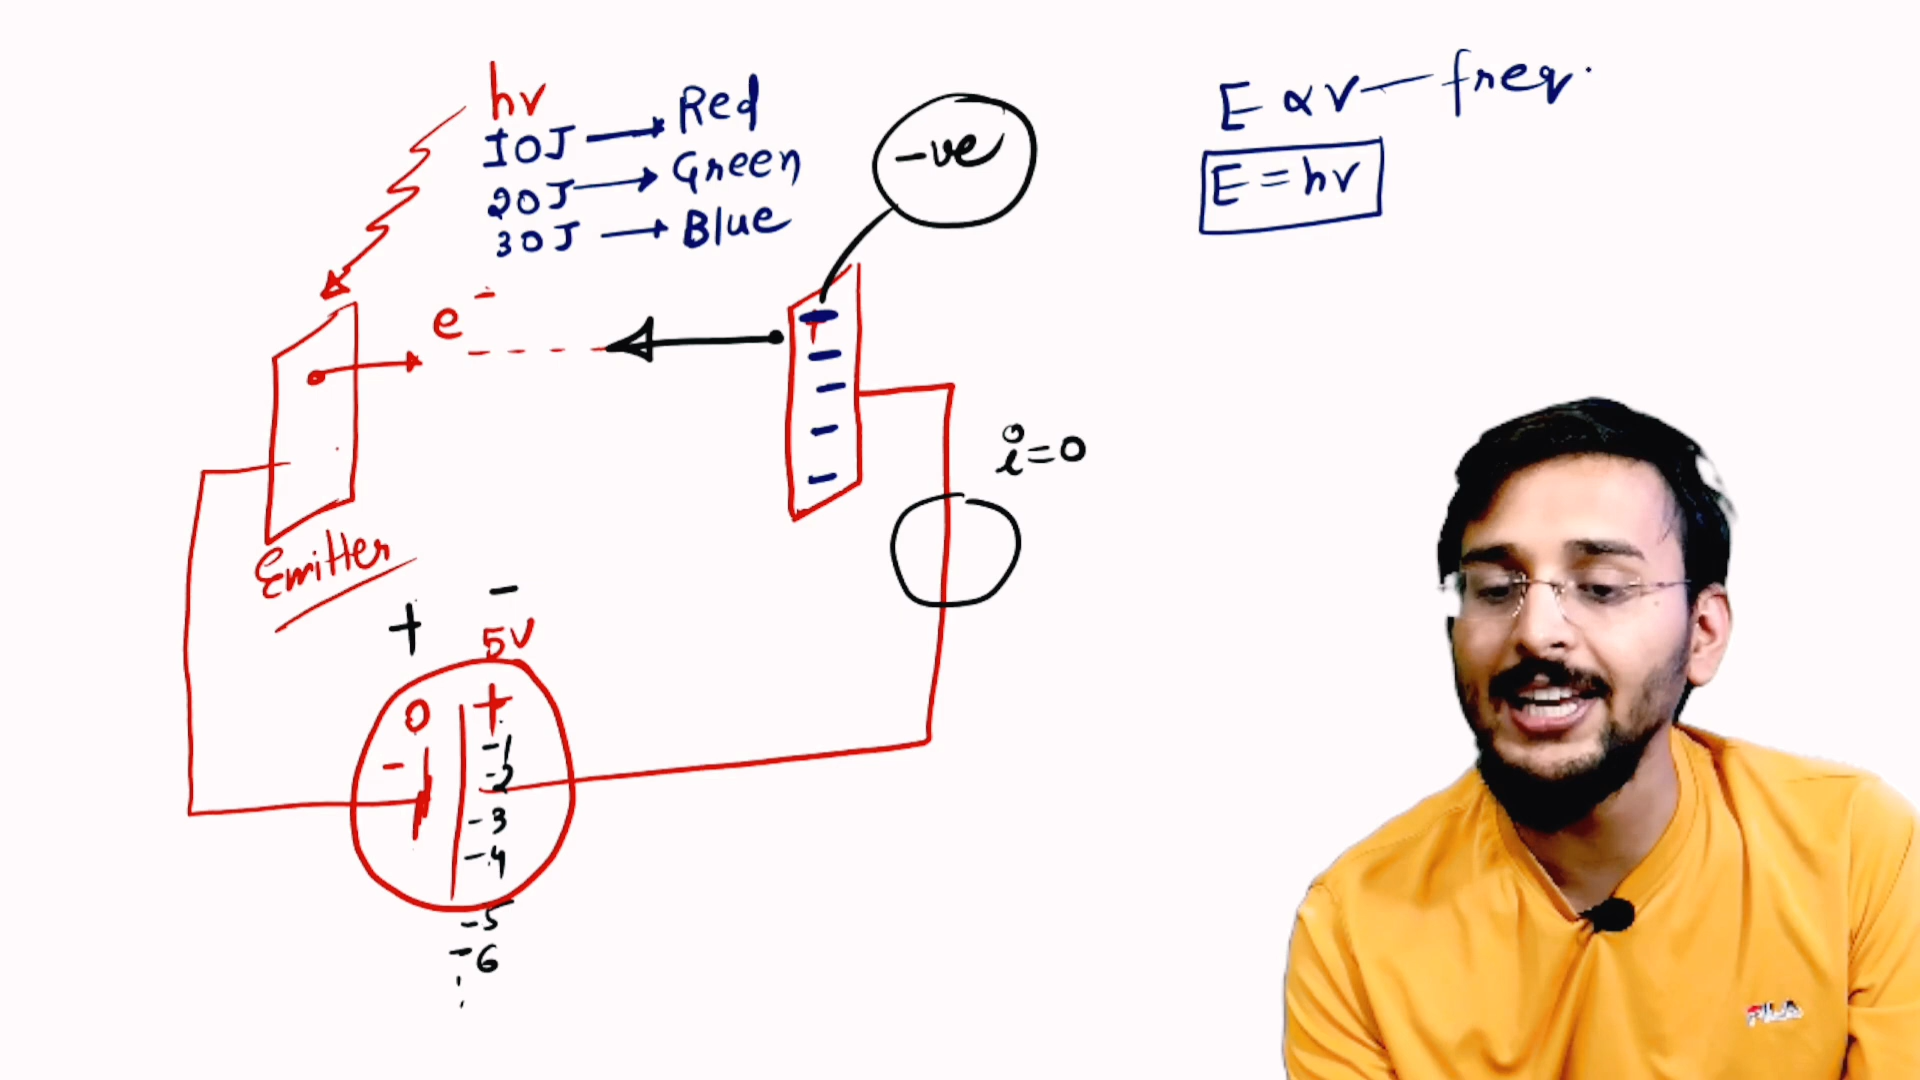 hν
10J → Red
20J → Green
30J → Blue
-ve
E ∝ ν — freq.
E = hν
e⁻
i=0
Emitter
+ -
5V
0 +
-
-1
-2
-3
-4
-5
-6